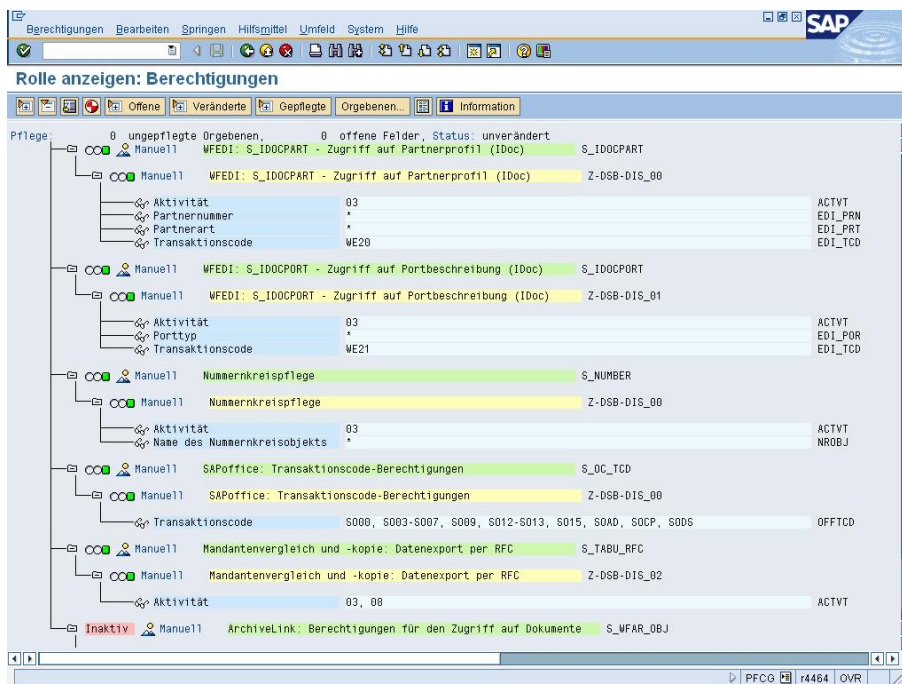 Berechtigungen Bearbeiten Springen Hilfsmittel Umfeld System Hilfe
SAP
Rolle anzeigen: Berechtigungen
Offene Veränderte Gepflegte Orgebenen... Information
Pflege: 0 ungepflegte Orgebenen, 0 offene Felder, Status: unverändert
Manuell WFEDI: S_IDOCPART - Zugriff auf Partnerprofil (IDoc) S_IDOCPART
Manuell WFEDI: S_IDOCPART - Zugriff auf Partnerprofil (IDoc) Z-DSB-DIS_00
Aktivität 03 ACTVT
Partnernummer * EDI_PRN
Partnerart * EDI_PRT
Transaktionscode WE20 EDI_TCD
Manuell WFEDI: S_IDOCPORT - Zugriff auf Portbeschreibung (IDoc) S_IDOCPORT
Manuell WFEDI: S_IDOCPORT - Zugriff auf Portbeschreibung (IDoc) Z-DSB-DIS_01
Aktivität 03 ACTVT
Porttyp * EDI_POR
Transaktionscode WE21 EDI_TCD
Manuell Nummernkreispflege S_NUMBER
Manuell Nummernkreispflege Z-DSB-DIS_00
Aktivität 03 ACTVT
Name des Nummernkreisobjekts * NROBJ
Manuell SAPoffice: Transaktionscode-Berechtigungen S_OC_TCD
Manuell SAPoffice: Transaktionscode-Berechtigungen Z-DSB-DIS_00
Transaktionscode SO00, SO03-SO07, SO09, SO12-SO13, SO15, SOAD, SOCP, SODS OFFTCD
Manuell Mandantenvergleich und -kopie: Datenexport per RFC S_TABU_RFC
Manuell Mandantenvergleich und -kopie: Datenexport per RFC Z-DSB-DIS_02
Aktivität 03, 08 ACTVT
Inaktiv Manuell ArchiveLink: Berechtigungen für den Zugriff auf Dokumente S_WFAR_OBJ
PFCG r4464 OVR